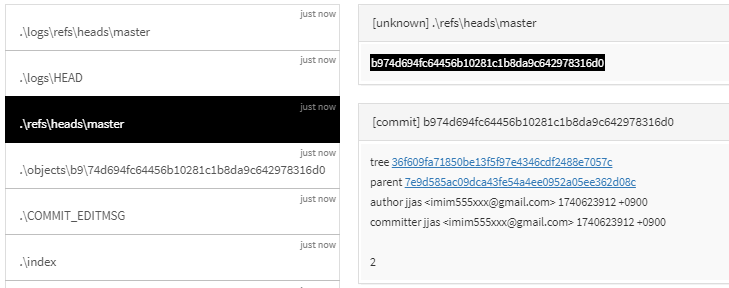 just now
.\logs\refs\heads\master
just now
.\logs\HEAD
just now
.\refs\heads\master
just now
.\objects\b9\74d694fc64456b10281c1b8da9c642978316d0
just now
.\COMMIT_EDITMSG
just now
.\index
[unknown] .\refs\heads\master
b974d694fc64456b10281c1b8da9c642978316d0
[commit] b974d694fc64456b10281c1b8da9c642978316d0
tree 36f609fa71850be13f5f97e4346cdf2488e7057c
parent 7e9d585ac09dca43fe54a4ee0952a05ee362d08c
author jjas <imim555xxx@gmail.com> 1740623912 +0900
committer jjas <imim555xxx@gmail.com> 1740623912 +0900
2